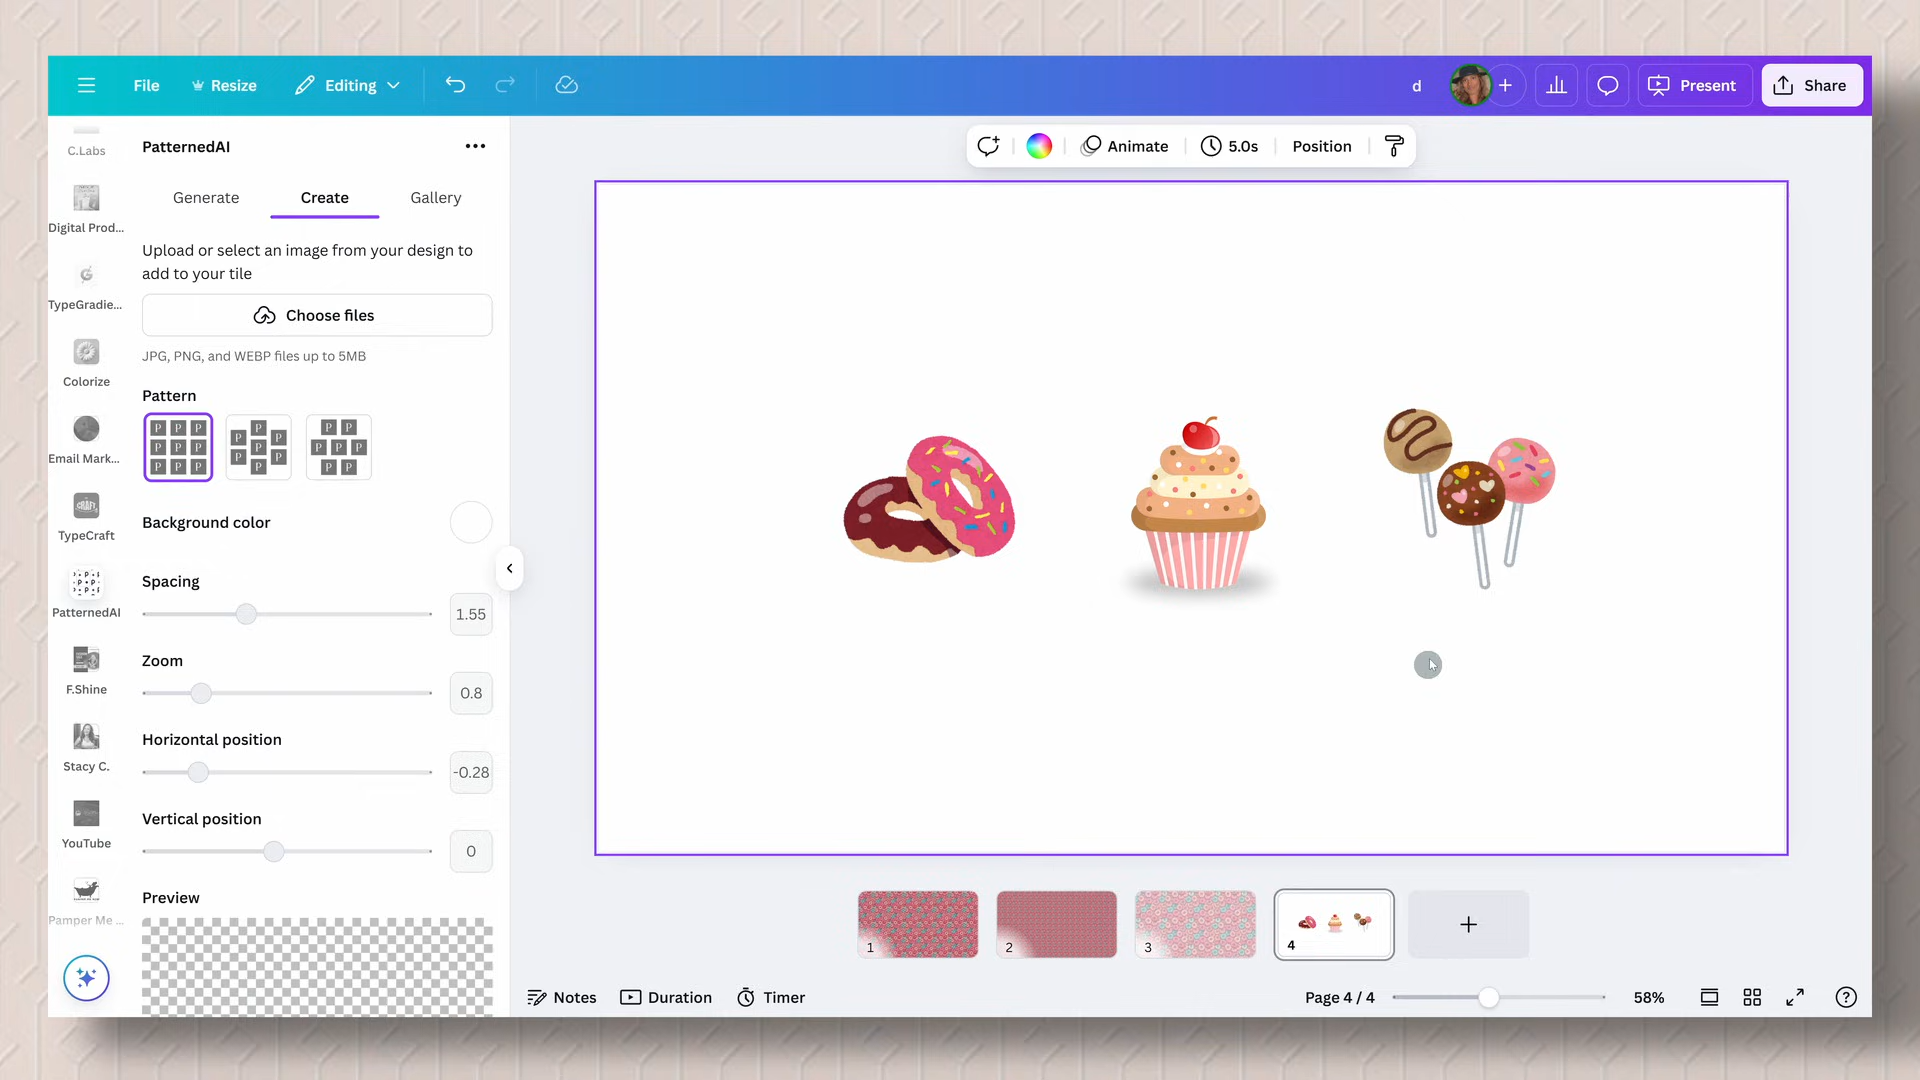 File
Resize
Editing
d
Present
Share
C.Labs
Digital Prod...
TypeGradie...
Colorize
Email Mark...
TypeCraft
PatternedAI
F.Shine
Stacy C.
YouTube
Pamper Me ...
PatternedAI
Generate
Create
Gallery
Upload or select an image from your design to
add to your tile
Choose files
JPG, PNG, and WEBP files up to 5MB
Pattern
P P P
P P P
P P P
P
P P
P
P P
P
P P
P P P
P P
Background color
Spacing
1.55
Zoom
0.8
Horizontal position
-0.28
Vertical position
0
Preview
Animate
5.0s
Position
1
2
3
4
Notes
Duration
Timer
Page 4 / 4
58%